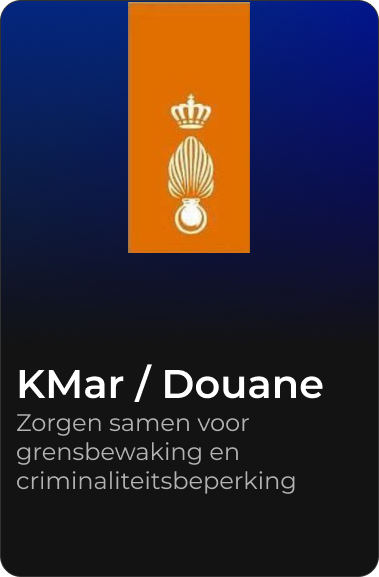 KMar / Douane
Zorgen samen voor
grensbewaking en
criminaliteitsbeperking